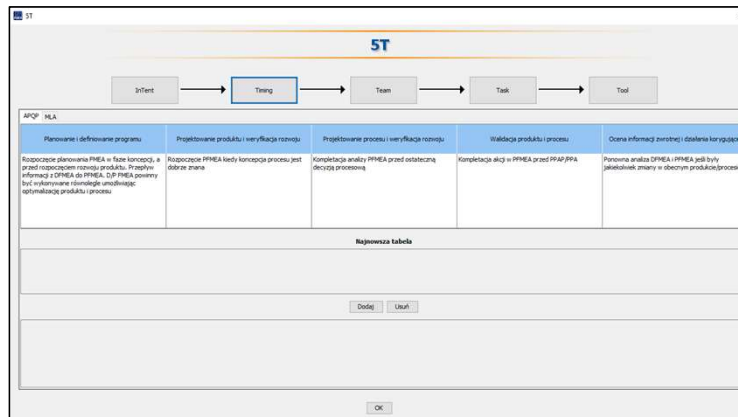 5T
5T
InTent
Timing
Team
Task
Tool
APQP MLA
Planowanie i definiowanie programu
Projektowanie produktu i weryfikacja rozwoju
Projektowanie procesu i weryfikacja rozwoju
Walidacja produktu i procesu
Ocena informacji zwrotnej i działania korygujące
Rozpoczęcie planowania FMEA w fazie koncepcji, a
przed rozpoczęciem rozwoju produktu. Przepływ
informacji z DFMEA do PFMEA. D/P FMEA powinny
być wykonywane równolegle umożliwiając
optymalizację produktu i procesu
Rozpoczęcie PFMEA kiedy koncepcja procesu jest
dobrze znana
Kompletacja analizy PFMEA przed ostateczną
decyzją procesową
Kompletacja akcji w PFMEA przed PPAP/PPA
Ponowna analiza DFMEA i PFMEA jeśli były
jakiekolwiek zmiany w obecnym produkcie/procesie
Najnowsza tabela
Dodaj Usuń
OK